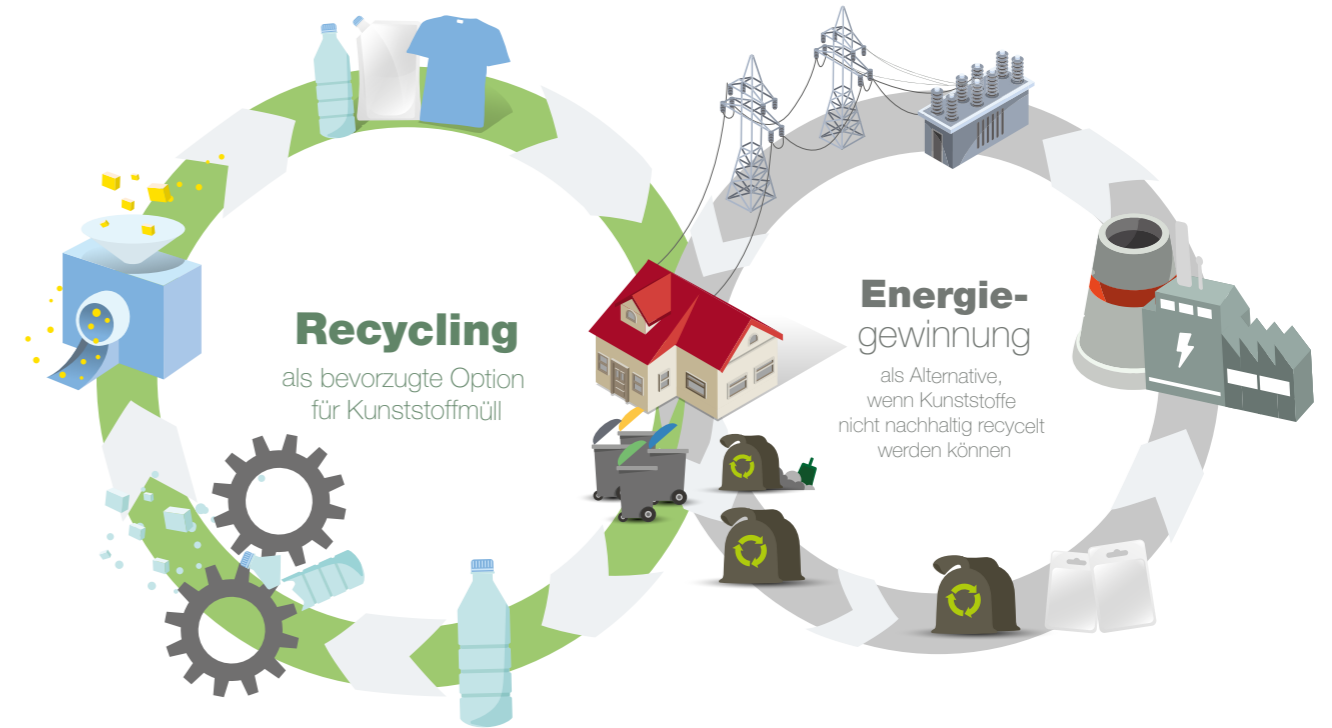 Recycling
als bevorzugte Option
für Kunststoffmüll
Energie-
gewinnung
als Alternative,
wenn Kunststoffe
nicht nachhaltig recycelt
werden können